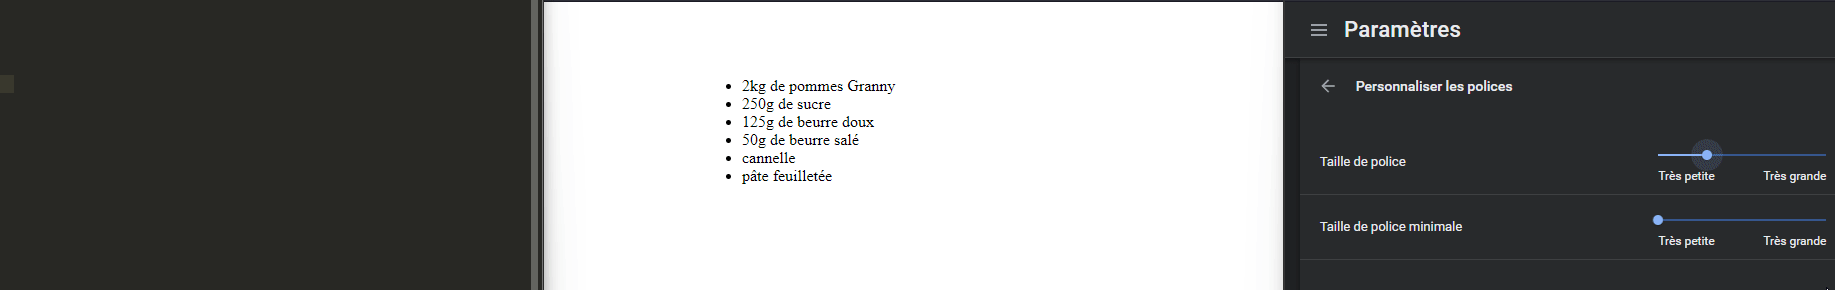 2kg de pommes Granny
250g de sucre
125g de beurre doux
50g de beurre salé
cannelle
pâte feuilletée
Paramètres
Personnaliser les polices
Taille de police
Très petite Très grande
Taille de police minimale
Très petite Très grande